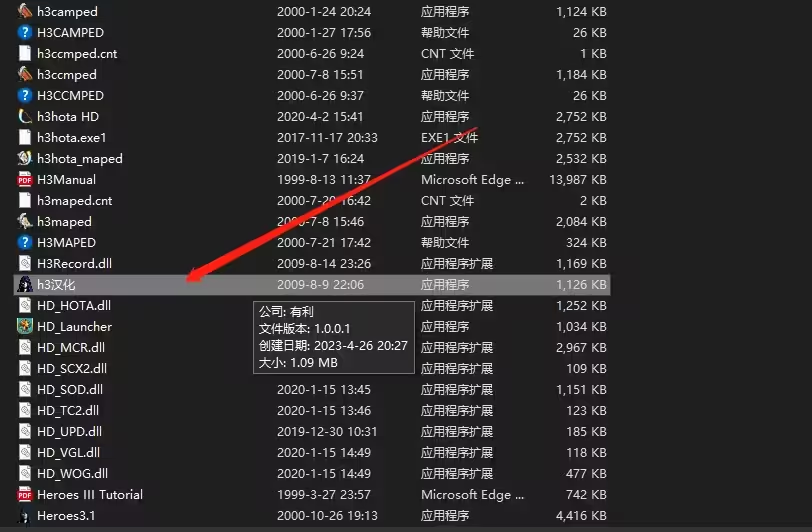 h3camped 2000-1-24 20:24 应用程序 1,124 KB
H3CAMPED 2000-1-27 17:56 帮助文件 26 KB
h3ccmped.cnt 2000-6-26 9:24 CNT 文件 1 KB
h3ccmped 2000-7-8 15:51 应用程序 1,184 KB
H3CCMPED 2000-6-26 9:37 帮助文件 26 KB
h3hota HD 2020-4-2 15:41 应用程序 2,752 KB
h3hota.exe1 2017-11-17 20:33 EXE1 文件 2,752 KB
h3hota_maped 2019-1-7 16:24 应用程序 2,532 KB
H3Manual 1999-8-13 11:37 Microsoft Edge ... 13,987 KB
h3maped.cnt 2000-7-20 16:42 CNT 文件 2 KB
h3maped 2000-7-8 15:46 应用程序 2,084 KB
H3MAPED 2000-7-21 17:42 帮助文件 324 KB
H3Record.dll 2009-8-14 23:26 应用程序扩展 1,169 KB
h3汉化 2009-8-9 22:06 应用程序 1,126 KB
HD_HOTA.dll 应用程序扩展 1,252 KB
公司: 有利
HD_Launcher 应用程序 1,034 KB
文件版本: 1.0.0.1
HD_MCR.dll 应用程序扩展 2,967 KB
创建日期: 2023-4-26 20:27
HD_SCX2.dll 应用程序扩展 109 KB
大小: 1.09 MB
HD_SOD.dll 2020-1-15 13:45 应用程序扩展 1,151 KB
HD_TC2.dll 2020-1-15 13:46 应用程序扩展 123 KB
HD_UPD.dll 2019-12-30 10:31 应用程序扩展 185 KB
HD_VGL.dll 2020-1-15 14:49 应用程序扩展 118 KB
HD_WOG.dll 2020-1-15 14:49 应用程序扩展 477 KB
Heroes III Tutorial 1999-3-27 23:57 Microsoft Edge ... 742 KB
Heroes3.1 2000-10-26 19:13 应用程序 4,416 KB